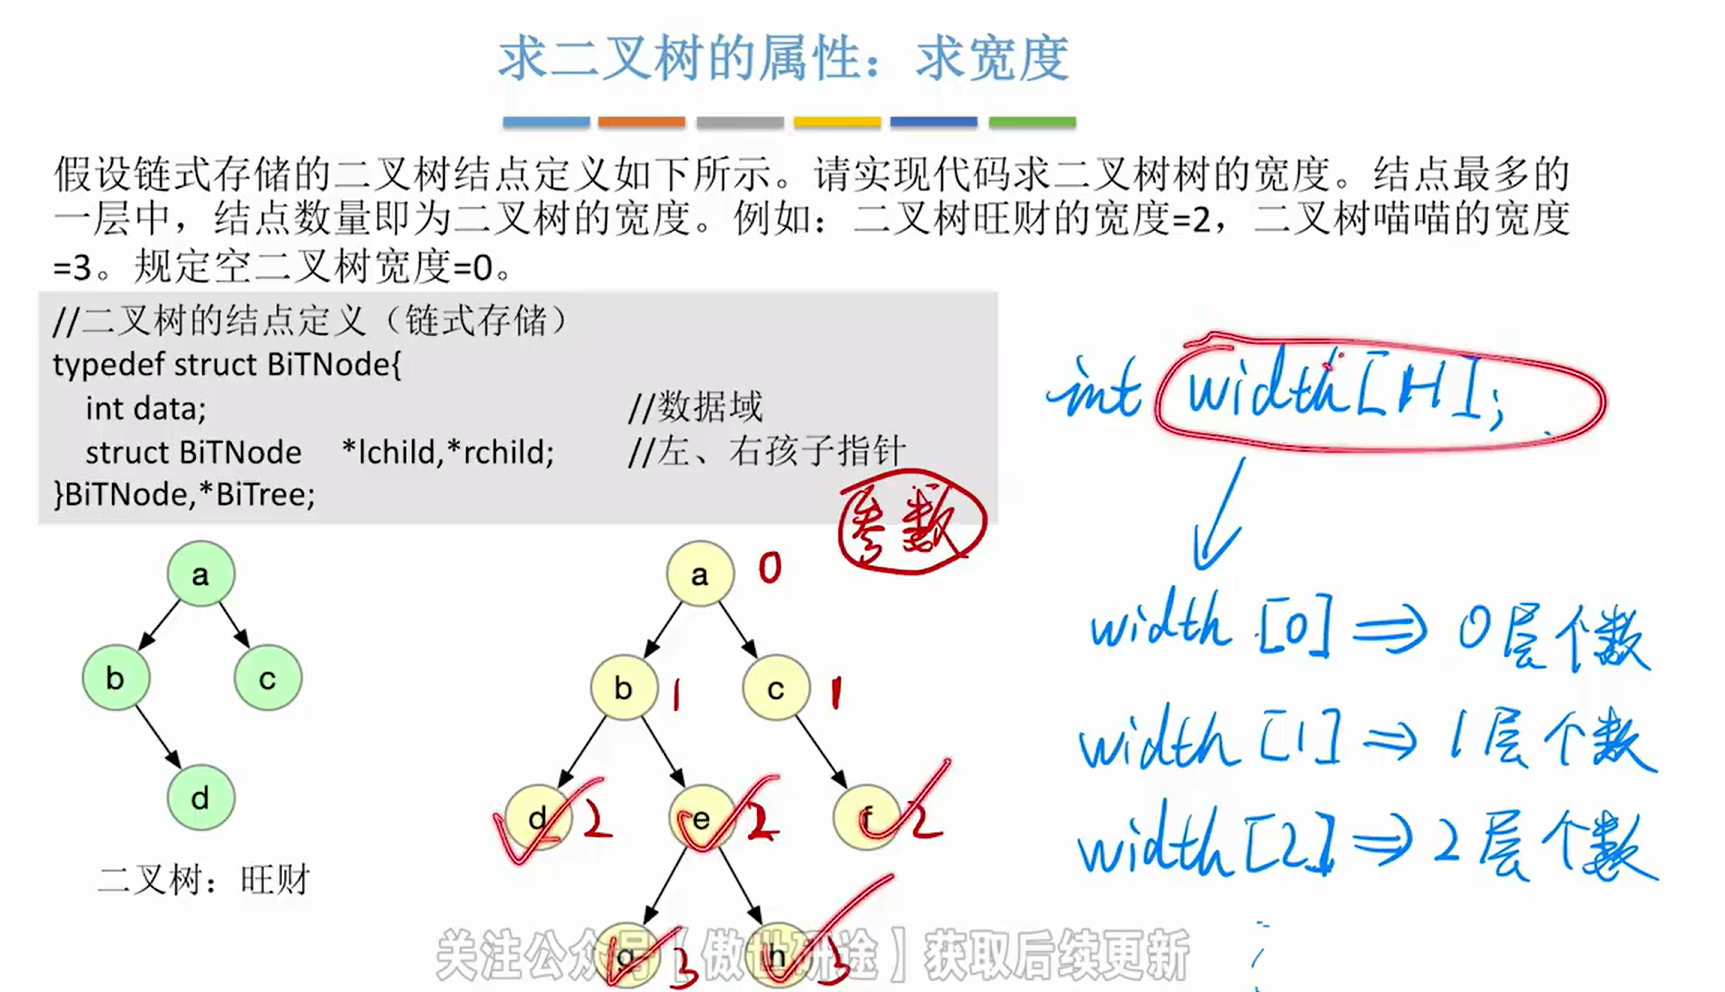 求二叉树的属性：求宽度
假设链式存储的二叉树结点定义如下所示。请实现代码求二叉树树的宽度。结点最多的
一层中，结点数量即为二叉树的宽度。例如：二叉树旺财的宽度=2，二叉树喵喵的宽度
=3。规定空二叉树宽度=0。
//二叉树的结点定义（链式存储）
typedef struct BiTNode{
int data; //数据域
struct BiTNode *lchild,*rchild; //左、右孩子指针
}BiTNode,*BiTree;
参数
int width[H];
width[0] ⇒ 0层个数
width[1] ⇒ 1层个数
width[2] ⇒ 2层个数
a
b c
d
二叉树：旺财
a 0
b 1 c 1
d 2 e 2 f 2
g 3 h 3
关注公众号【傲世研途】获取后续更新